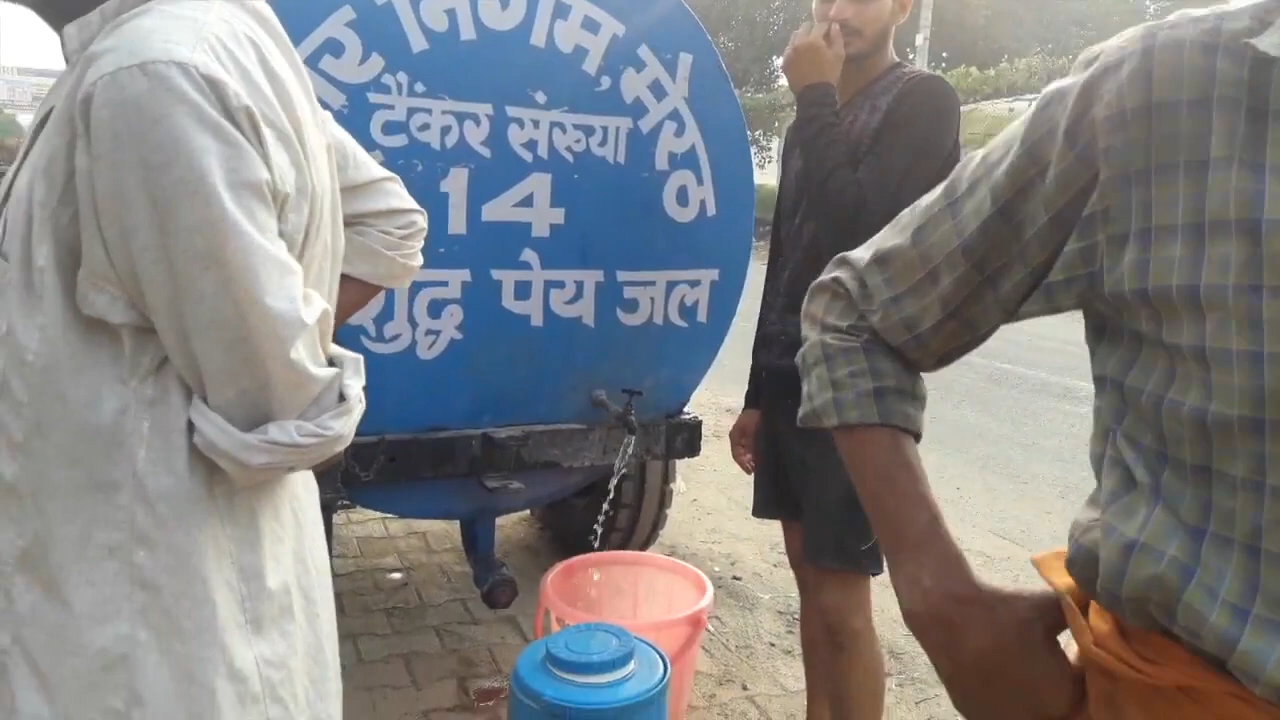 निगम, मेरठ
टैंकर संख्या
14
शुद्ध पेय जल